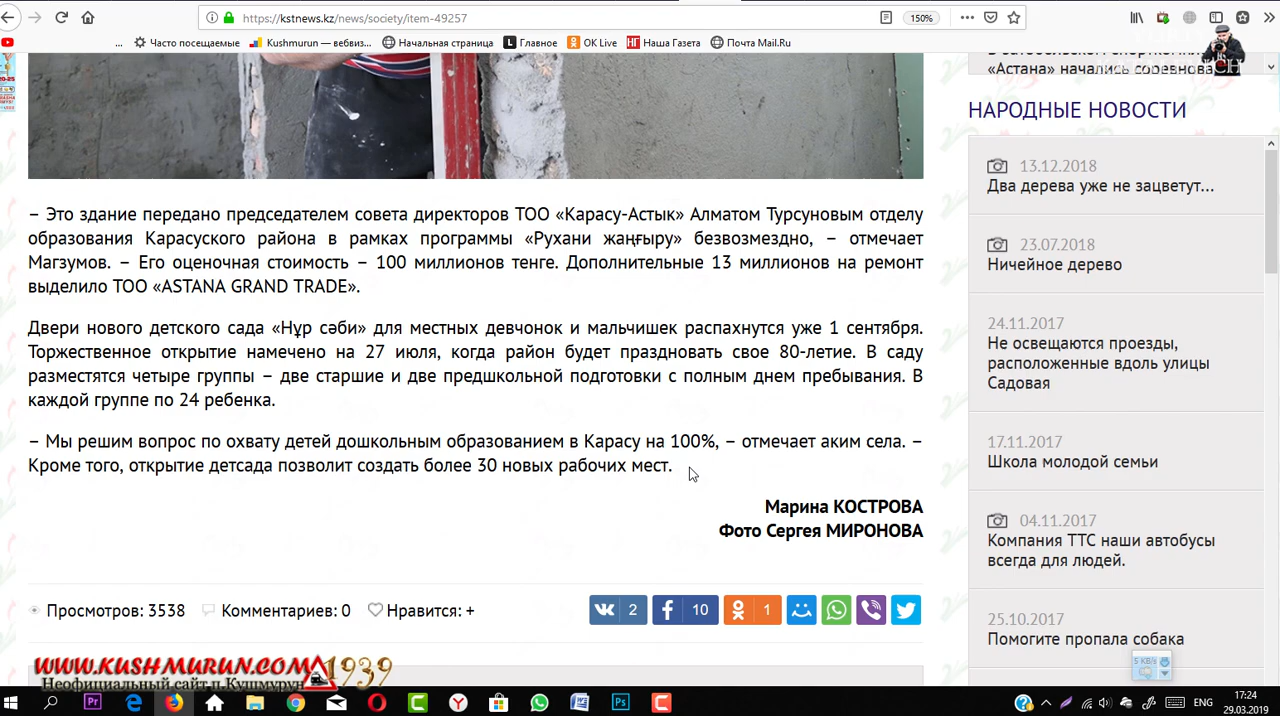 https://kstnews.kz/news/society/item-49257
150%
...
Часто посещаемые
Kushmurun — вебвиз...
Начальная страница
Главное
OK Live
Наша Газета
Почта Mail.Ru
«Астана» начались соревнова
НАРОДНЫЕ НОВОСТИ
13.12.2018
Два дерева уже не зацветут...
23.07.2018
Ничейное дерево
24.11.2017
Не освещаются проезды,
расположенные вдоль улицы
Садовая
17.11.2017
Школа молодой семьи
04.11.2017
Компания ТТС наши автобусы
всегда для людей.
25.10.2017
Помогите пропала собака
– Это здание передано председателем совета директоров ТОО «Карасу-Астык» Алматом Турсуновым отделу
образования Карасуского района в рамках программы «Рухани жаңғыру» безвозмездно, – отмечает
Магзумов. – Его оценочная стоимость – 100 миллионов тенге. Дополнительные 13 миллионов на ремонт
выделило ТОО «ASTANA GRAND TRADE».
Двери нового детского сада «Нұр сәби» для местных девчонок и мальчишек распахнутся уже 1 сентября.
Торжественное открытие намечено на 27 июля, когда район будет праздновать свое 80-летие. В саду
разместятся четыре группы – две старшие и две предшкольной подготовки с полным днем пребывания. В
каждой группе по 24 ребенка.
– Мы решим вопрос по охвату детей дошкольным образованием в Карасу на 100%, – отмечает аким села. –
Кроме того, открытие детсада позволит создать более 30 новых рабочих мест.
Марина КОСТРОВА
Фото Сергея МИРОНОВА
Просмотров: 3538
Комментариев: 0
Нравится: +
2
10
1
WWW.KUSHMURUN.COM 1939
Неофициальный сайт п.Кушмурун
5 KB/s
ENG
17:24
29.03.2019